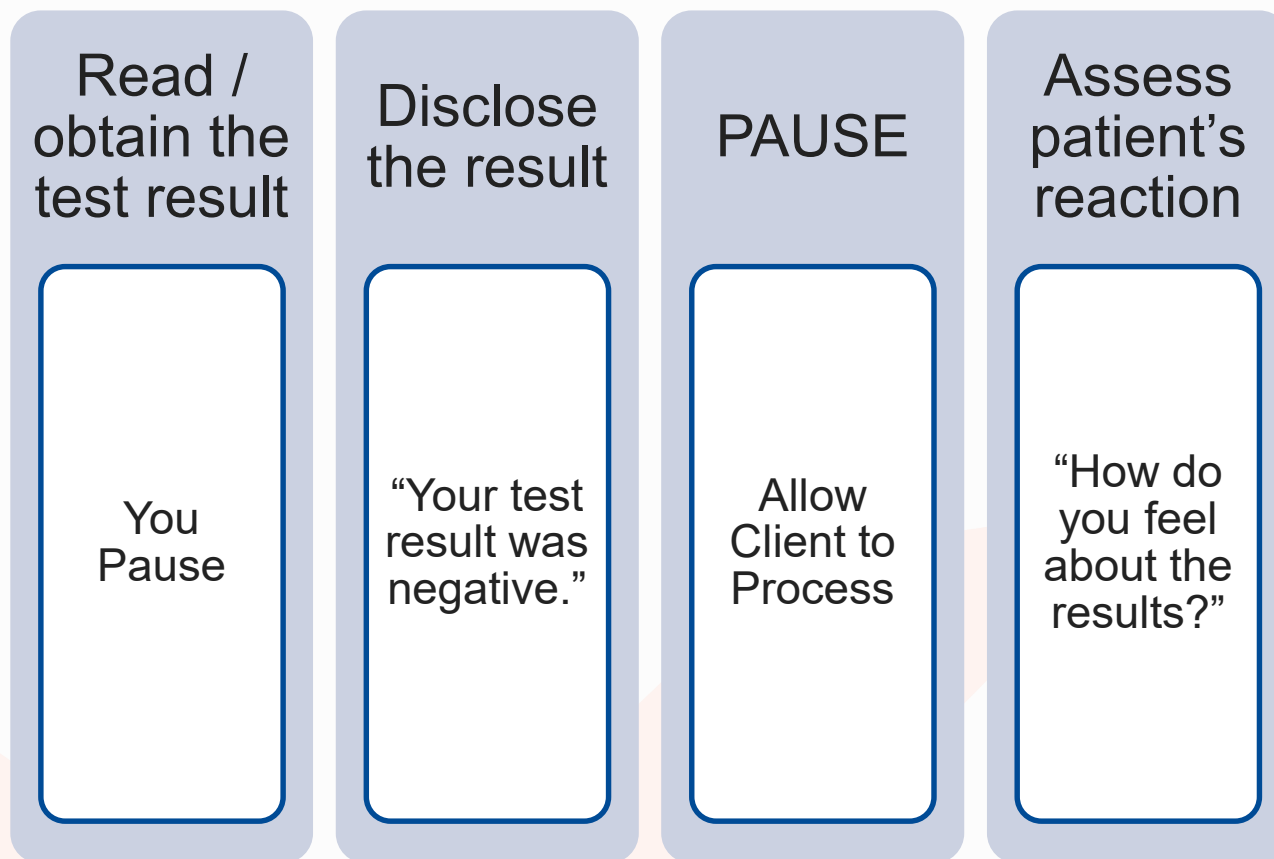 Read /
obtain the
test result
You
Pause
Disclose
the result
“Your test
result was
negative.”
PAUSE
Allow
Client to
Process
Assess
patient’s
reaction
“How do
you feel
about the
results?”